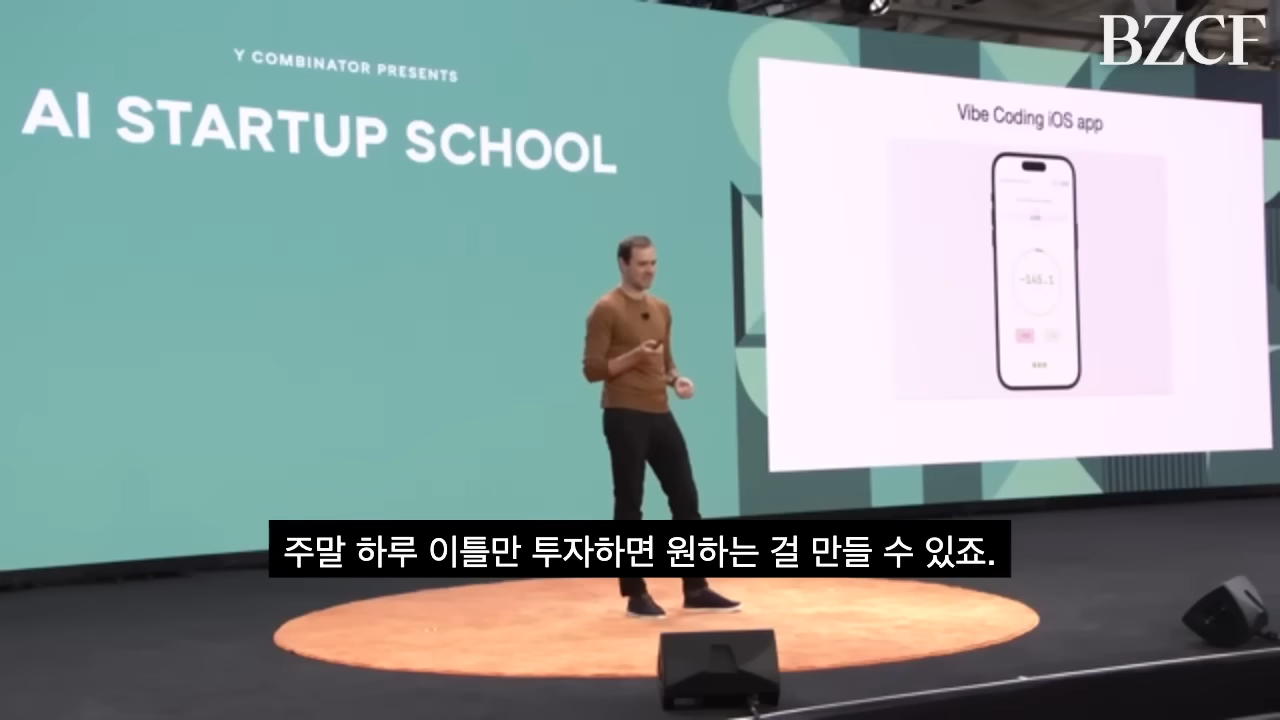 BZCF
Y COMBINATOR PRESENTS
AI STARTUP SCHOOL
Vibe Coding iOS app
-145.1
주말 하루 이틀만 투자하면 원하는 걸 만들 수 있죠.